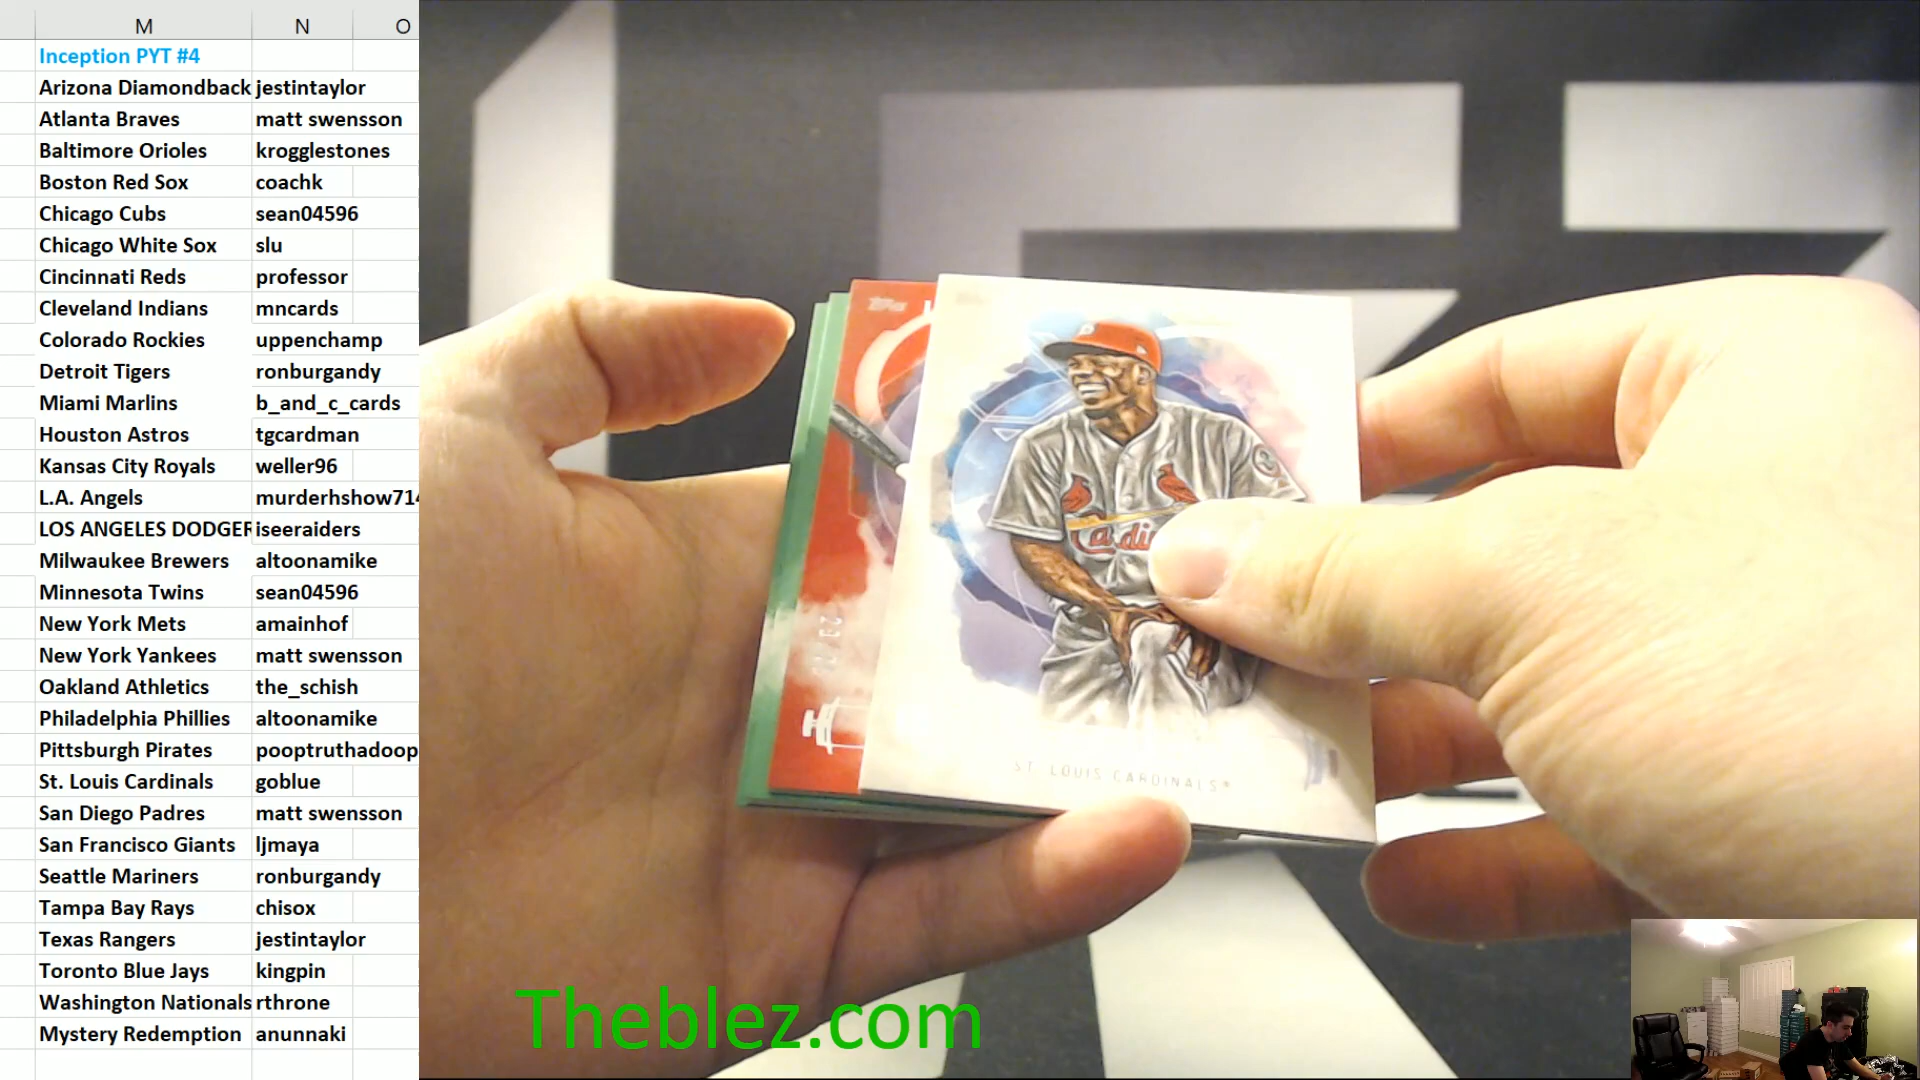 M N O
Inception PYT #4
Arizona Diamondback jestintaylor
Atlanta Braves matt swensson
Baltimore Orioles krogglestones
Boston Red Sox coachk
Chicago Cubs sean04596
Chicago White Sox slu
Cincinnati Reds professor
Cleveland Indians mncards
Colorado Rockies uppenchamp
Detroit Tigers ronburgandy
Miami Marlins b_and_c_cards
Houston Astros tgcardman
Kansas City Royals weller96
L.A. Angels murderhshow714
LOS ANGELES DODGER iseeraiders
Milwaukee Brewers altoonamike
Minnesota Twins sean04596
New York Mets amainhof
New York Yankees matt swensson
Oakland Athletics the_schish
Philadelphia Phillies altoonamike
Pittsburgh Pirates pooptruthadoop
St. Louis Cardinals goblue
San Diego Padres matt swensson
San Francisco Giants ljmaya
Seattle Mariners ronburgandy
Tampa Bay Rays chisox
Texas Rangers jestintaylor
Toronto Blue Jays kingpin
Washington Nationals rthrone
Mystery Redemption anunnaki
Topps
ST. LOUIS CARDINALS*
Theblez.com